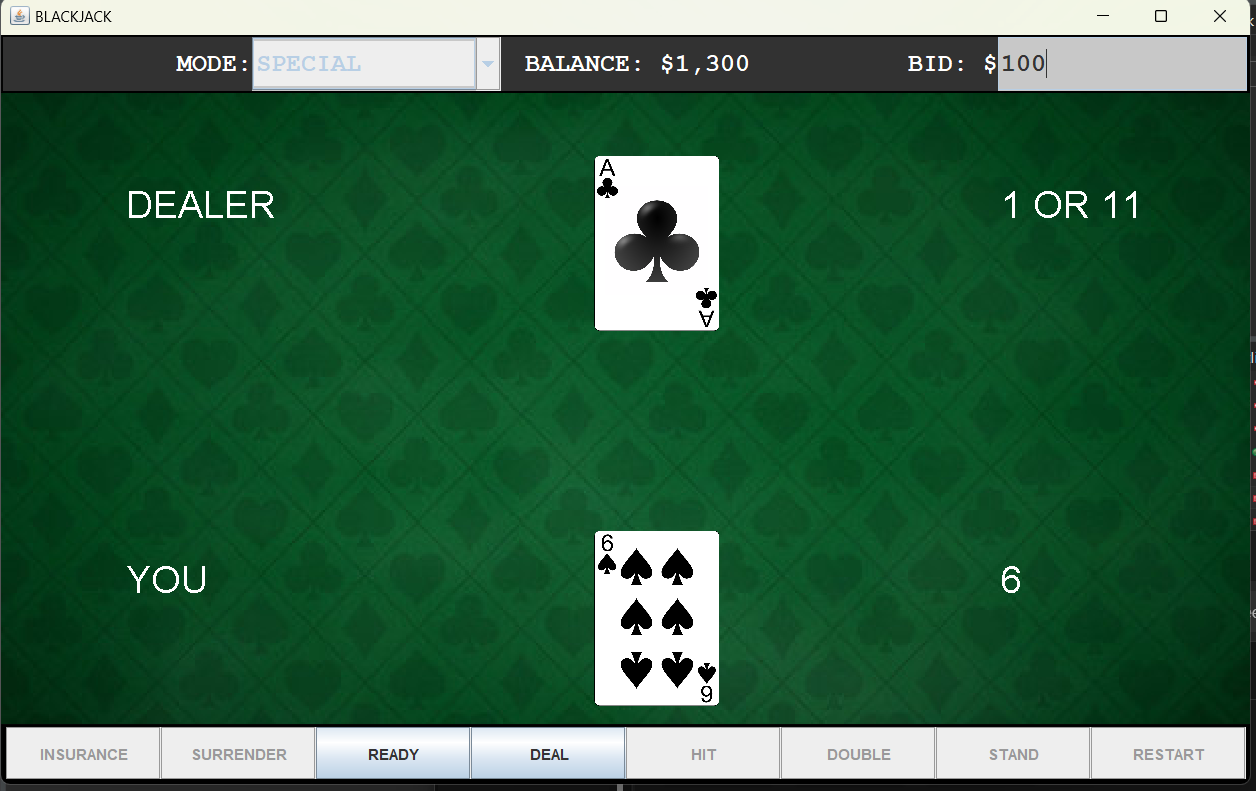 BLACKJACK
MODE: SPECIAL BALANCE: $1,300 BID: $100
A
DEALER 1 OR 11
A
6
YOU 6
6
INSURANCE SURRENDER READY DEAL HIT DOUBLE STAND RESTART